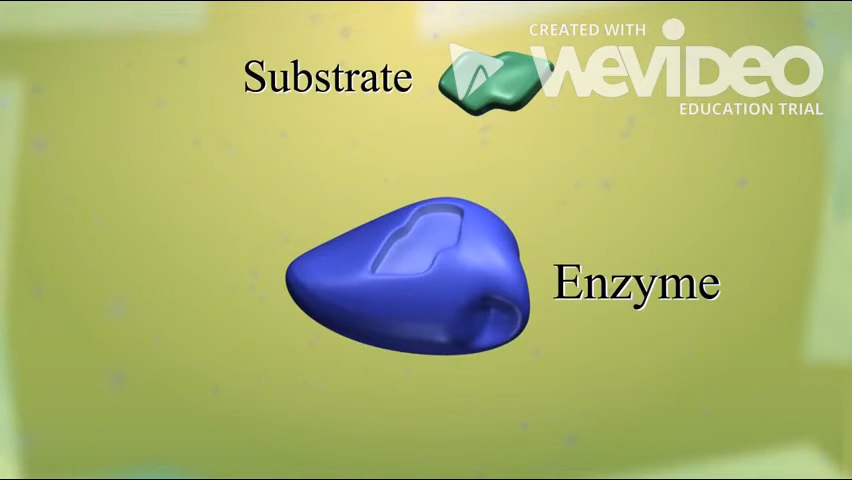 CREATED WITH
WEVIDEO
EDUCATION TRIAL
Substrate
Enzyme